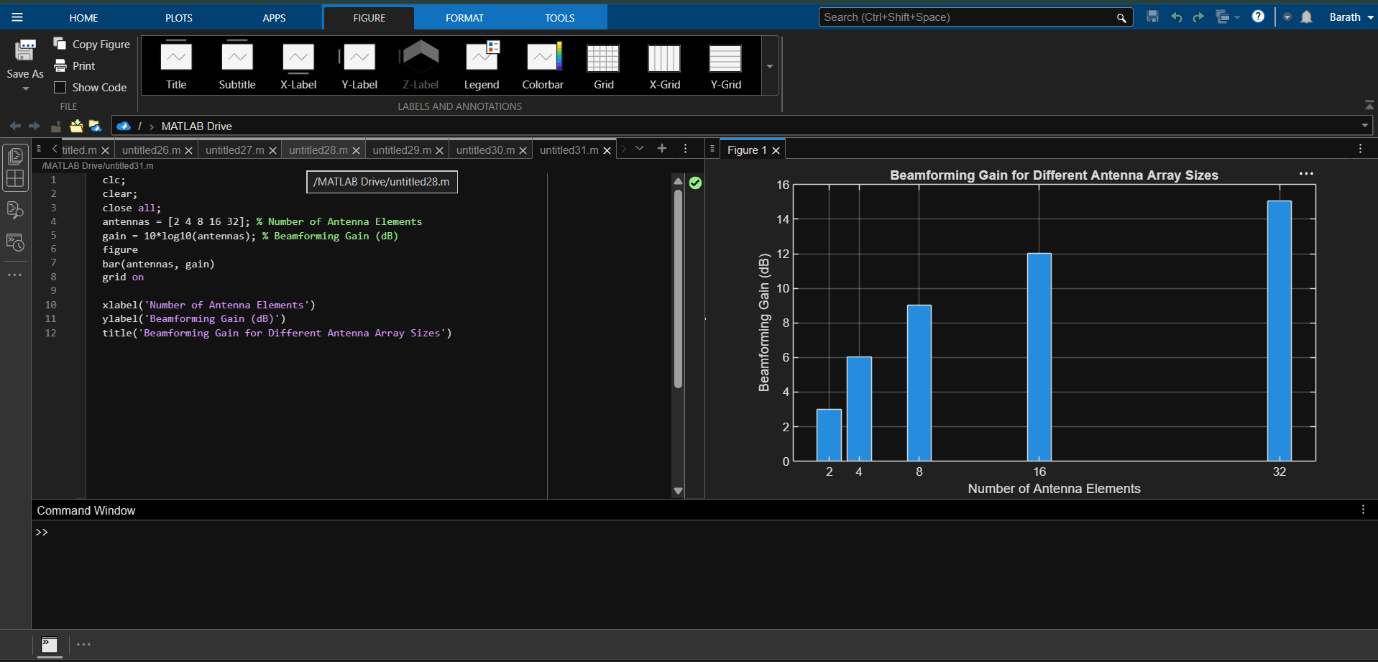 HOME PLOTS APPS FIGURE FORMAT TOOLS Search (Ctrl+Shift+Space) Barath
Save As
Copy Figure
Print
Show Code
FILE
Title Subtitle X-Label Y-Label Z-Label Legend Colorbar Grid X-Grid Y-Grid
LABELS AND ANNOTATIONS
/ › MATLAB Drive
titled.m × untitled26.m × untitled27.m × untitled28.m × untitled29.m × untitled30.m × untitled31.m ×
/MATLAB Drive/untitled31.m
/MATLAB Drive/untitled28.m
1 clc;
2 clear;
3 close all;
4 antennas = [2 4 8 16 32]; % Number of Antenna Elements
5 gain = 10*log10(antennas); % Beamforming Gain (dB)
6 figure
7 bar(antennas, gain)
8 grid on
9
10 xlabel('Number of Antenna Elements')
11 ylabel('Beamforming Gain (dB)')
12 title('Beamforming Gain for Different Antenna Array Sizes')
Figure 1 ×
Beamforming Gain for Different Antenna Array Sizes
Beamforming Gain (dB)
16
14
12
10
8
6
4
2
0
2 4 8 16 32
Number of Antenna Elements
Command Window
>>